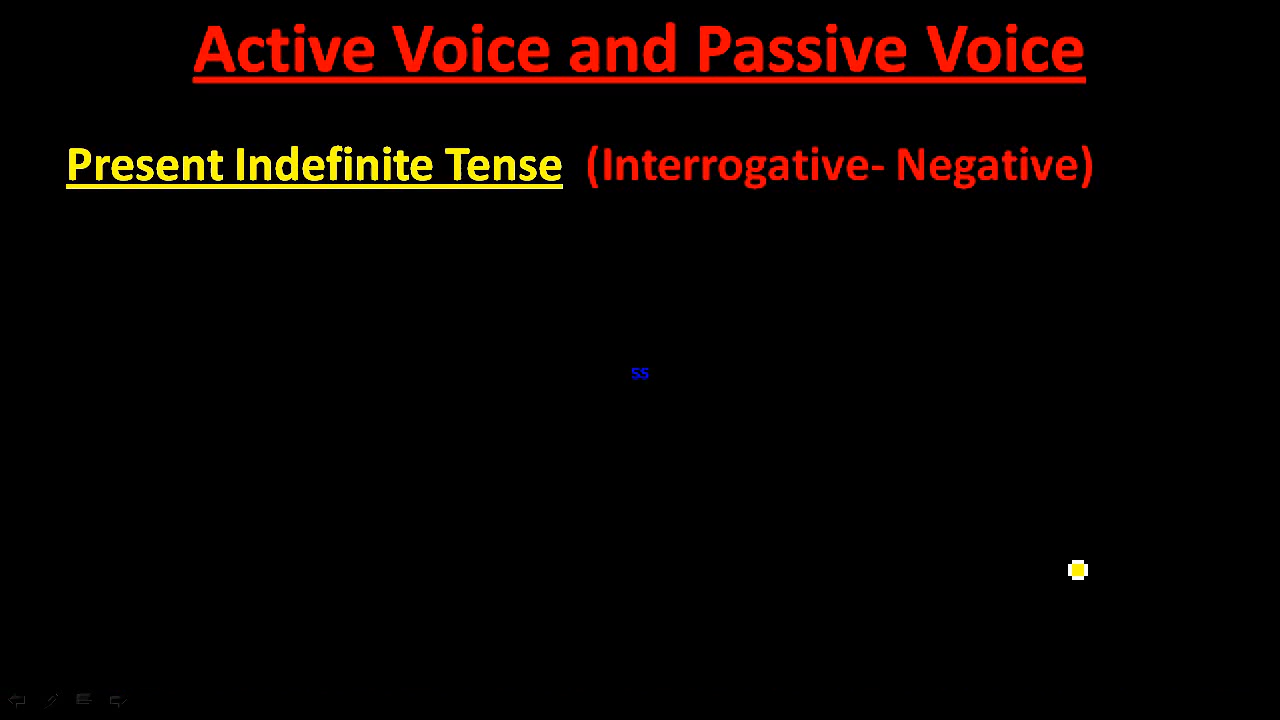 Active Voice and Passive Voice
Present Indefinite Tense (Interrogative- Negative)
ss